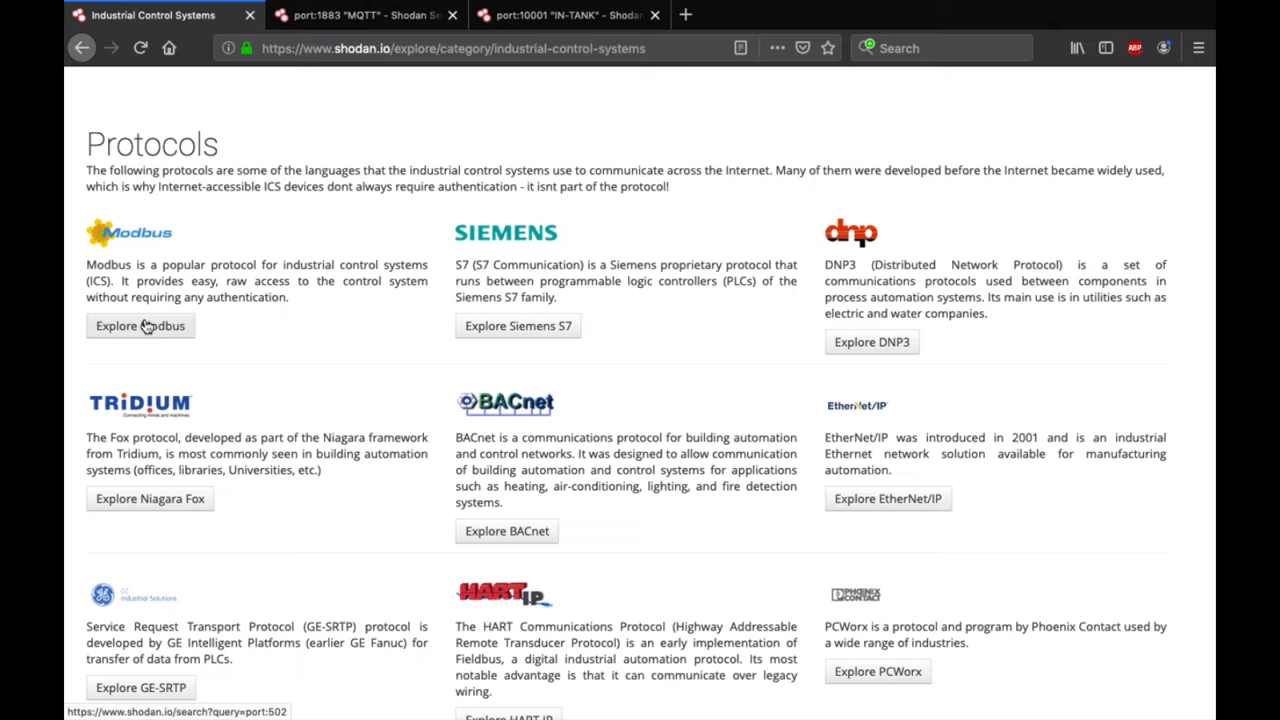 Industrial Control Systems
port:1883 "MQTT" - Shodan Se
port:10001 "IN-TANK" - Shodar
https://www.shodan.io/explore/category/industrial-control-systems
Search
ABP
Protocols
The following protocols are some of the languages that the industrial control systems use to communicate across the Internet. Many of them were developed before the Internet became widely used,
which is why Internet-accessible ICS devices dont always require authentication - it isnt part of the protocol!
Modbus
Modbus is a popular protocol for industrial control systems
(ICS). It provides easy, raw access to the control system
without requiring any authentication.
Explore Modbus
SIEMENS
S7 (S7 Communication) is a Siemens proprietary protocol that
runs between programmable logic controllers (PLCs) of the
Siemens S7 family.
Explore Siemens S7
dnp
DNP3 (Distributed Network Protocol) is a set of
communications protocols used between components in
process automation systems. Its main use is in utilities such as
electric and water companies.
Explore DNP3
TRIDIUM
Connecting minds and machines
The Fox protocol, developed as part of the Niagara framework
from Tridium, is most commonly seen in building automation
systems (offices, libraries, Universities, etc.)
Explore Niagara Fox
BACnet
BACnet is a communications protocol for building automation
and control networks. It was designed to allow communication
of building automation and control systems for applications
such as heating, air-conditioning, lighting, and fire detection
systems.
Explore BACnet
EtherNet/IP
EtherNet/IP was introduced in 2001 and is an industrial
Ethernet network solution available for manufacturing
automation.
Explore EtherNet/IP
GE
Industrial Solutions
Service Request Transport Protocol (GE-SRTP) protocol is
developed by GE Intelligent Platforms (earlier GE Fanuc) for
transfer of data from PLCs.
Explore GE-SRTP
HART IP
The HART Communications Protocol (Highway Addressable
Remote Transducer Protocol) is an early implementation of
Fieldbus, a digital industrial automation protocol. Its most
notable advantage is that it can communicate over legacy
wiring.
Explore HART IP
PHOENIX
CONTACT
PCWorx is a protocol and program by Phoenix Contact used by
a wide range of industries.
Explore PCWorx
https://www.shodan.io/search?query=port:502